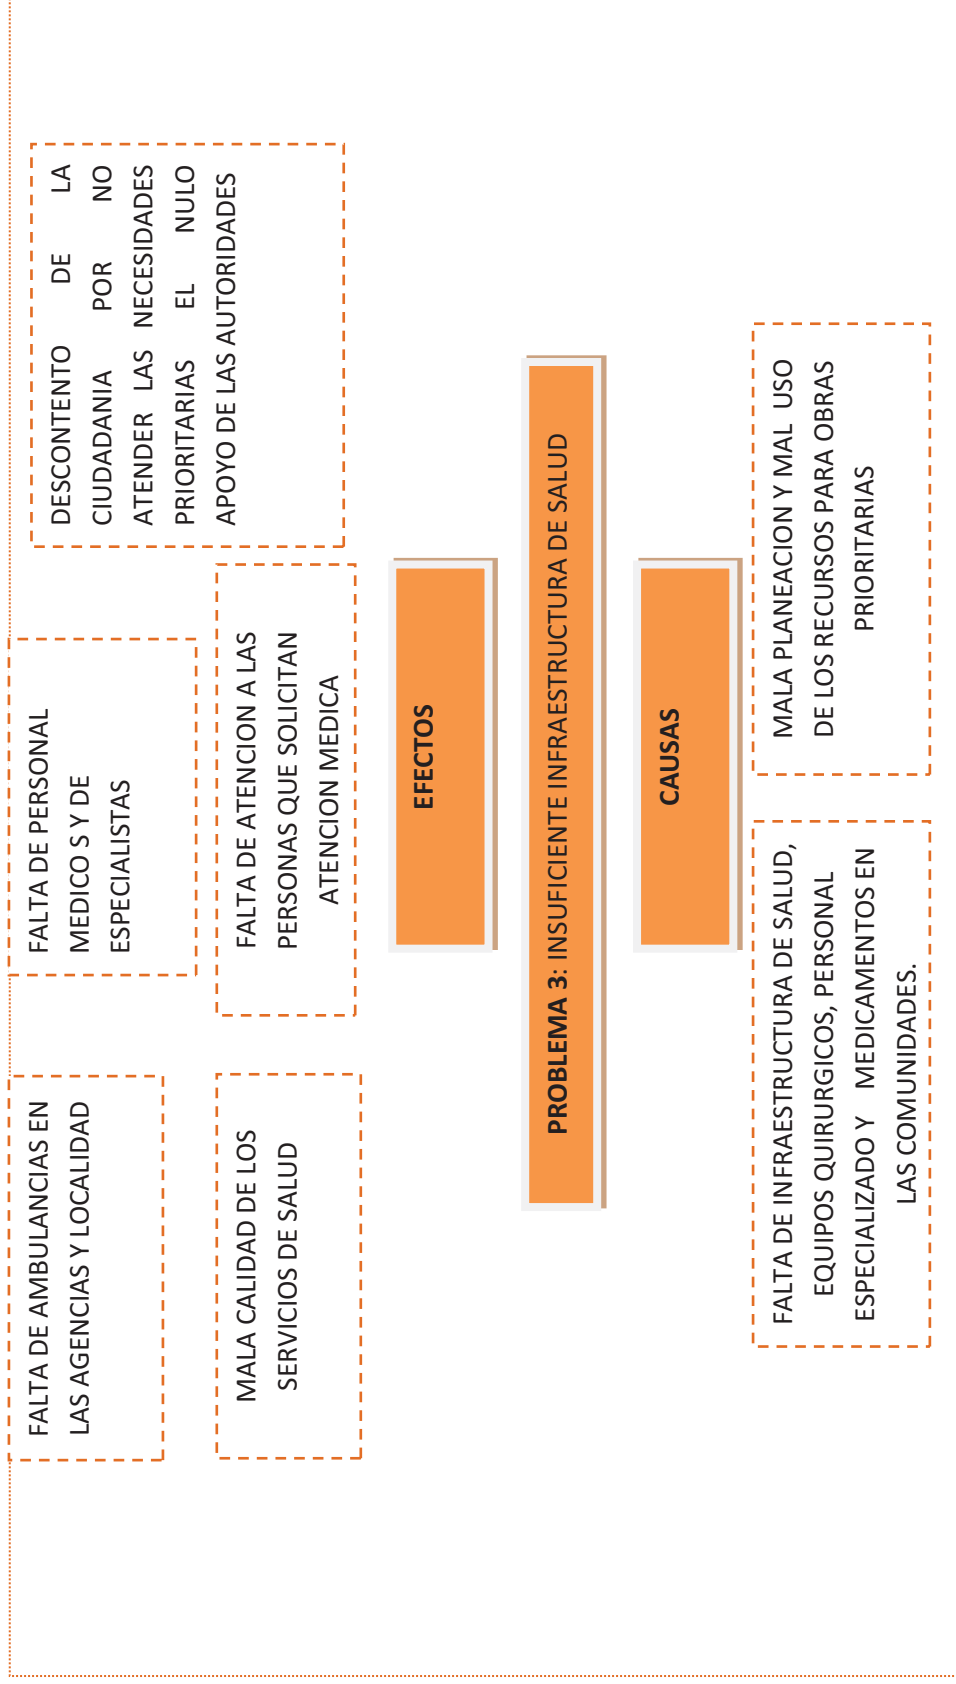 FALTA DE AMBULANCIAS EN
LAS AGENCIAS Y LOCALIDAD
FALTA DE PERSONAL
MEDICO S Y DE
ESPECIALISTAS
DESCONTENTO DE LA
CIUDADANIA POR NO
ATENDER LAS NECESIDADES
PRIORITARIAS EL NULO
APOYO DE LAS AUTORIDADES
MALA CALIDAD DE LOS
SERVICIOS DE SALUD
FALTA DE ATENCION A LAS
PERSONAS QUE SOLICITAN
ATENCION MEDICA
EFECTOS
PROBLEMA 3: INSUFICIENTE INFRAESTRUCTURA DE SALUD
CAUSAS
FALTA DE INFRAESTRUCTURA DE SALUD,
EQUIPOS QUIRURGICOS, PERSONAL
ESPECIALIZADO Y MEDICAMENTOS EN
LAS COMUNIDADES.
MALA PLANEACION Y MAL USO
DE LOS RECURSOS PARA OBRAS
PRIORITARIAS